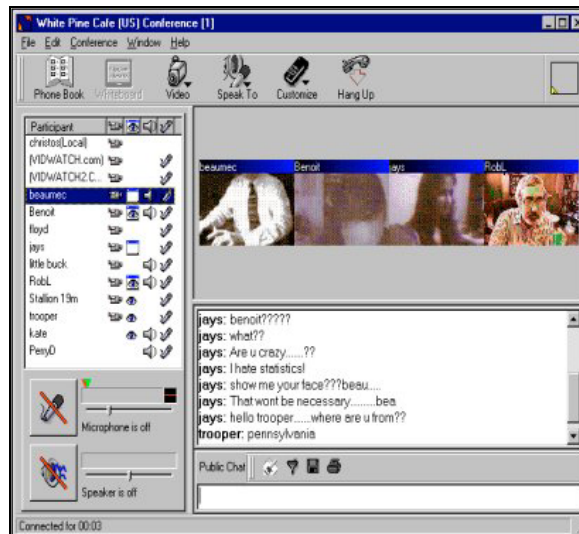 White Pine Cafe (US) Conference [1]
File Edit Conference Window Help
Phone Book Whiteboard Video Speak To Customize Hang Up
Participant
christos(Local)
(VIDWATCH.com)
(VIDWATCH2.C...
beaumec
Benoit
floyd
jays
little buck
RobL
Stallion 19m
trooper
kate
PerryD
Microphone is off
Speaker is off
beaumec Benoit jays RobL
jays: benoit?????
jays: what??
jays: Are u crazy......??
jays: I hate statistics!
jays: show me your face???beau....
jays: That wont be necessary.........bea
jays: hello trooper......where are u from??
trooper: pennsylvania
Public Chat
Connected for 00:03